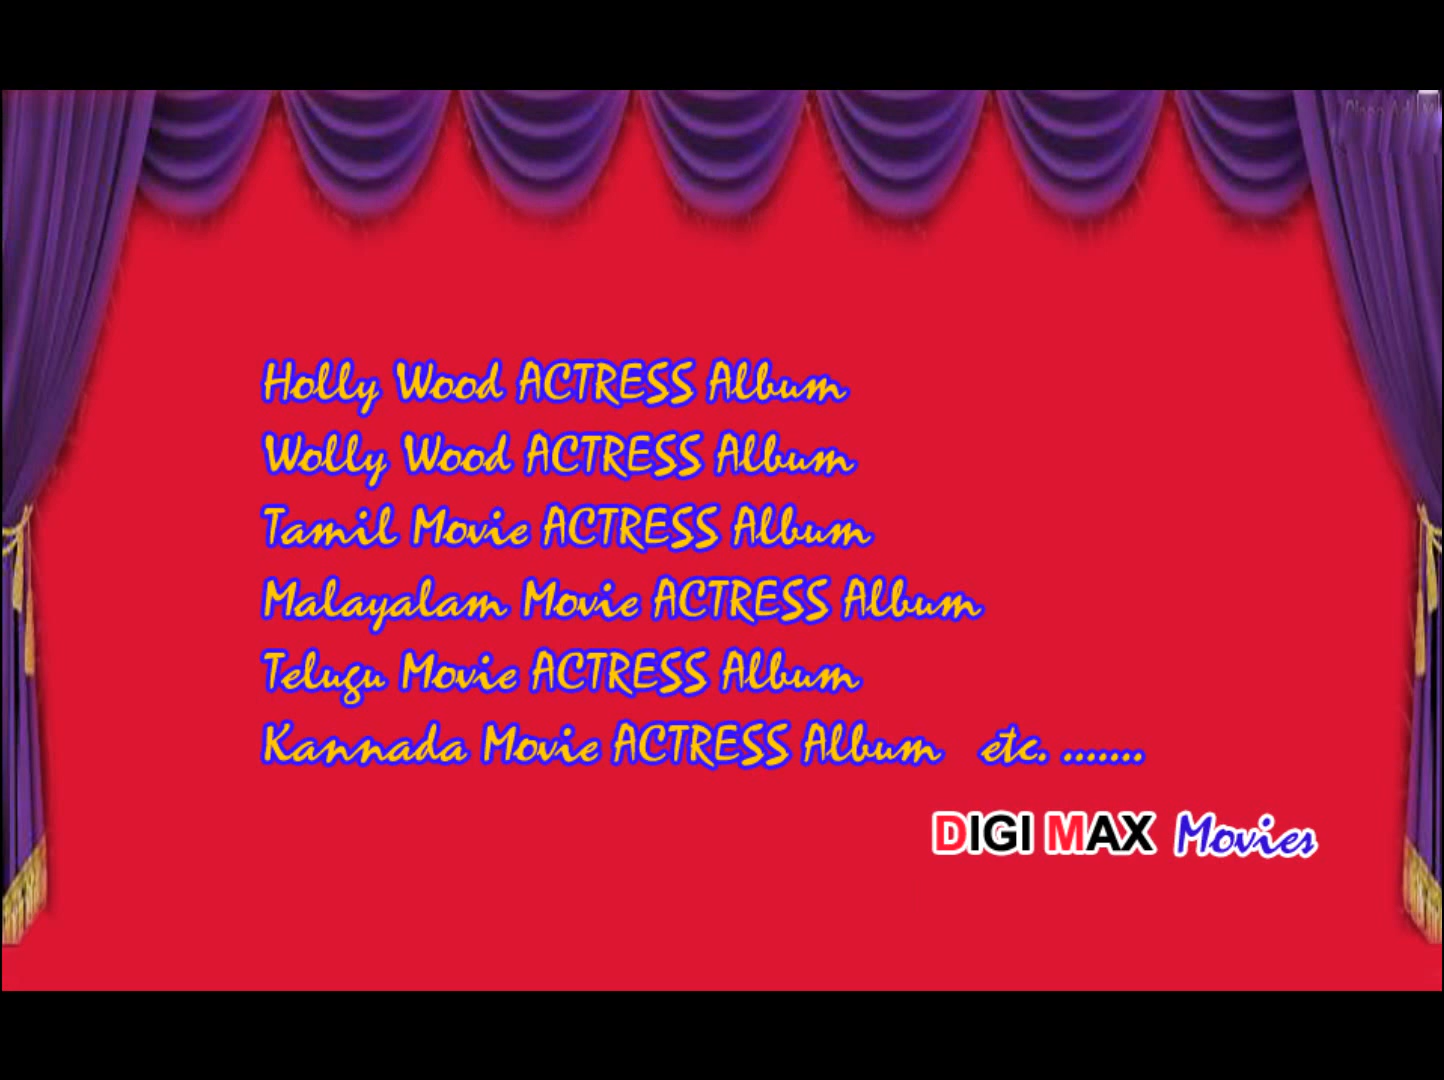 Holly Wood ACTRESS Album
Wolly Wood ACTRESS Album
Tamil Movie ACTRESS Album
Malayalam Movie ACTRESS Album
Telugu Movie ACTRESS Album
Kannada Movie ACTRESS Album etc. .......
DIGI MAX Movies